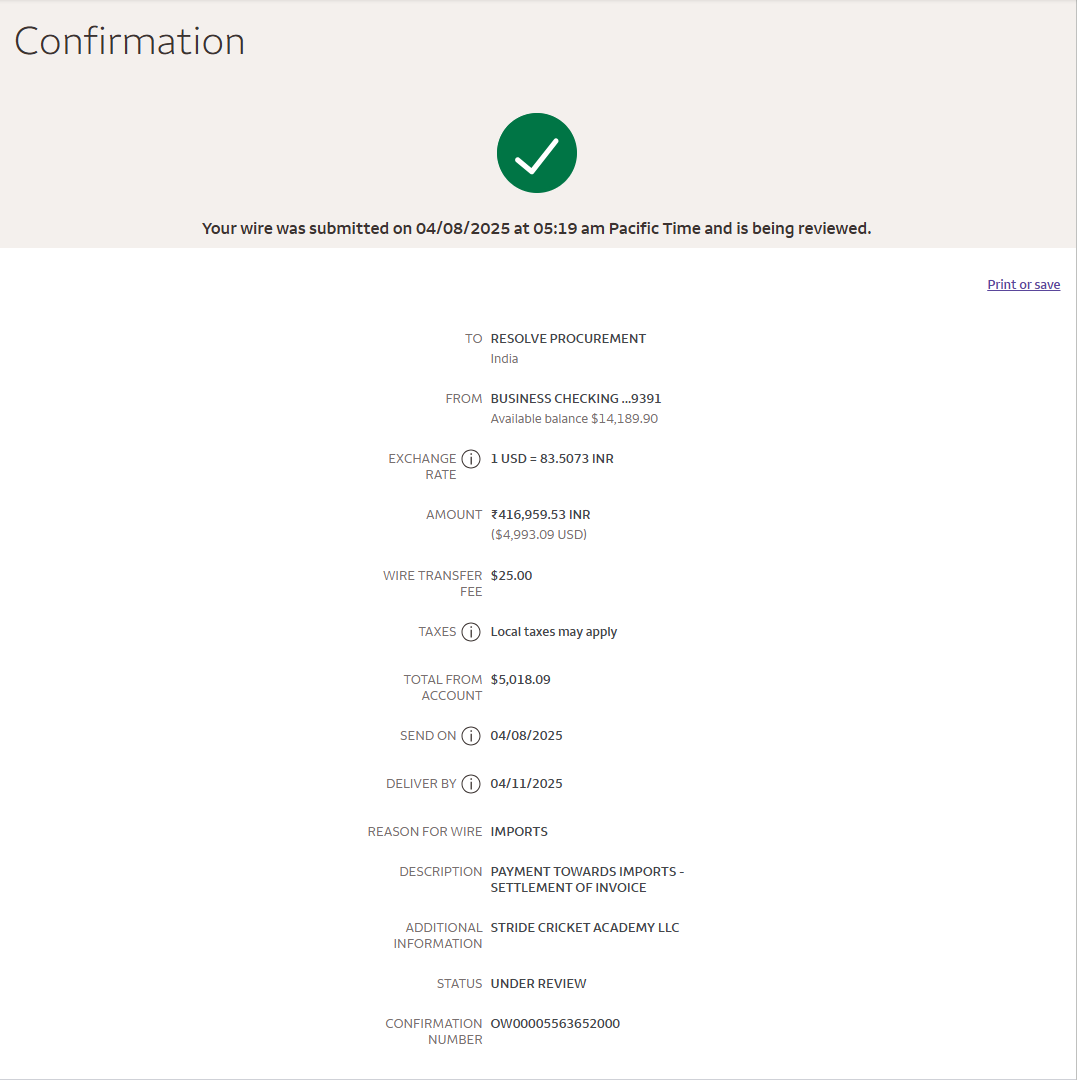 Confirmation
Your wire was submitted on 04/08/2025 at 05:19 am Pacific Time and is being reviewed.
Print or save
TO RESOLVE PROCUREMENT
India
FROM BUSINESS CHECKING ...9391
Available balance $14,189.90
EXCHANGE RATE 1 USD = 83.5073 INR
AMOUNT ₹416,959.53 INR
($4,993.09 USD)
WIRE TRANSFER FEE $25.00
TAXES Local taxes may apply
TOTAL FROM ACCOUNT $5,018.09
SEND ON 04/08/2025
DELIVER BY 04/11/2025
REASON FOR WIRE IMPORTS
DESCRIPTION PAYMENT TOWARDS IMPORTS -
SETTLEMENT OF INVOICE
ADDITIONAL INFORMATION STRIDE CRICKET ACADEMY LLC
STATUS UNDER REVIEW
CONFIRMATION NUMBER OW00005563652000